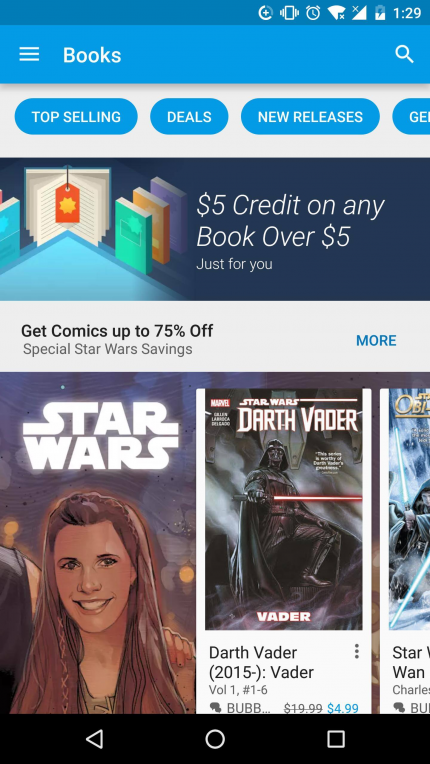 1:29
Books
TOP SELLING
DEALS
NEW RELEASES
$5 Credit on any
Book Over $5
Just for you
Get Comics up to 75% Off
Special Star Wars Savings
MORE
STAR
WARS
MARVEL
STAR WARS
GILLEN
LARROCA
DELGADO
DARTH VADER
"This series
is worthy of
Darth Vader's
greatness."
VADER
Darth Vader
(2015-): Vader
Vol 1, #1-6
BUBB... $19.99 $4.99
Star
Wan
Charles